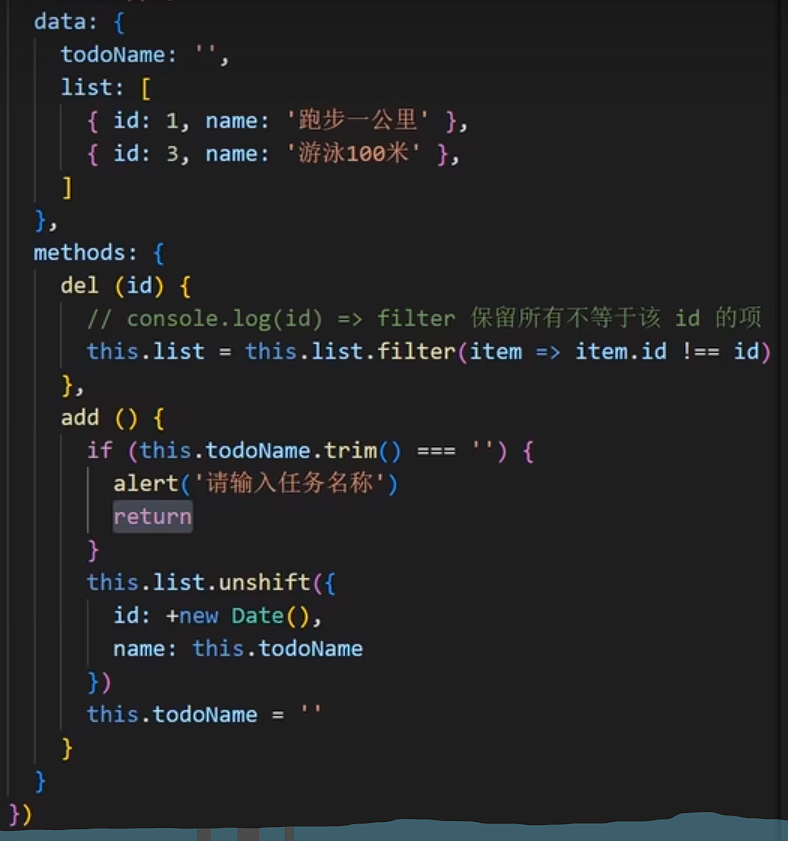 data: {
todoName: '',
list: [
{ id: 1, name: '跑步一公里' },
{ id: 3, name: '游泳100米' },
]
},
methods: {
del (id) {
// console.log(id) => filter 保留所有不等于该 id 的项
this.list = this.list.filter(item => item.id !== id)
},
add () {
if (this.todoName.trim() === '') {
alert('请输入任务名称')
return
}
this.list.unshift({
id: +new Date(),
name: this.todoName
})
this.todoName = ''
}
}
})